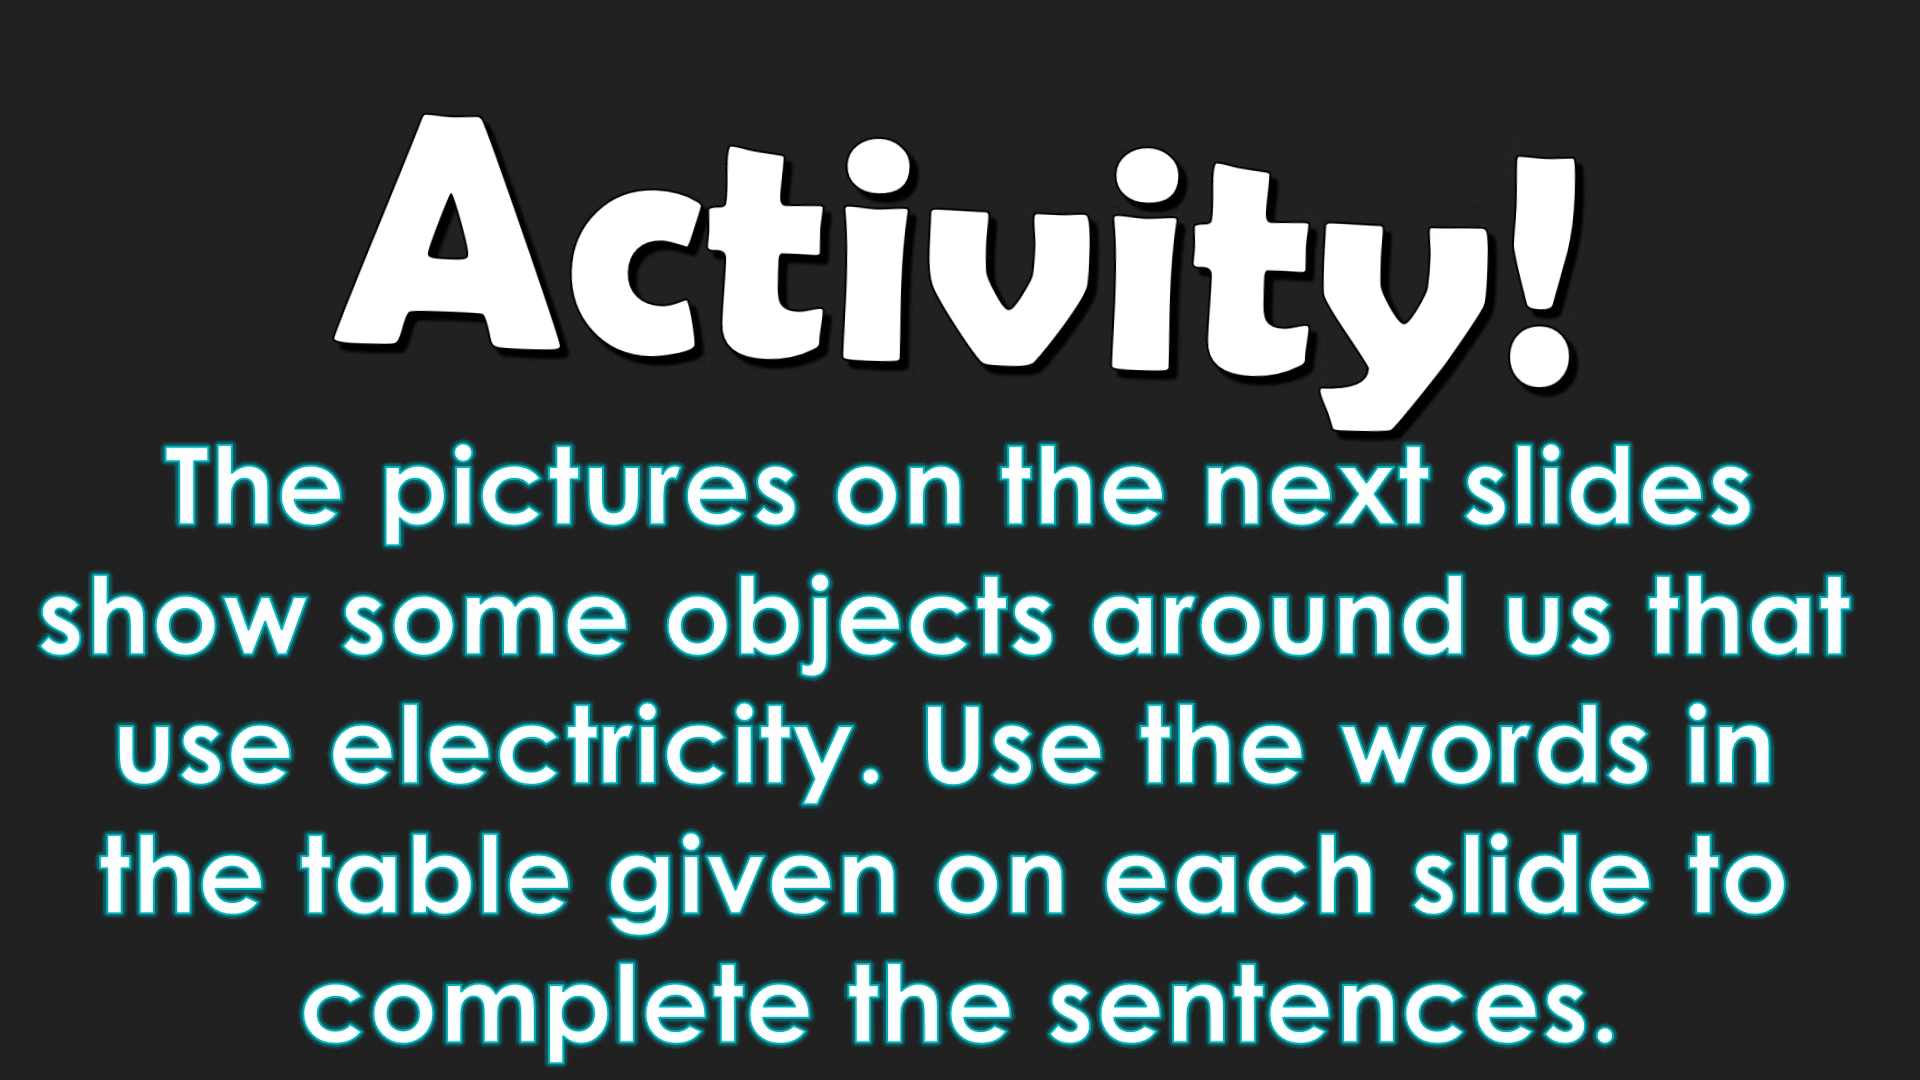 Activity!
The pictures on the next slides
show some objects around us that
use electricity. Use the words in
the table given on each slide to
complete the sentences.